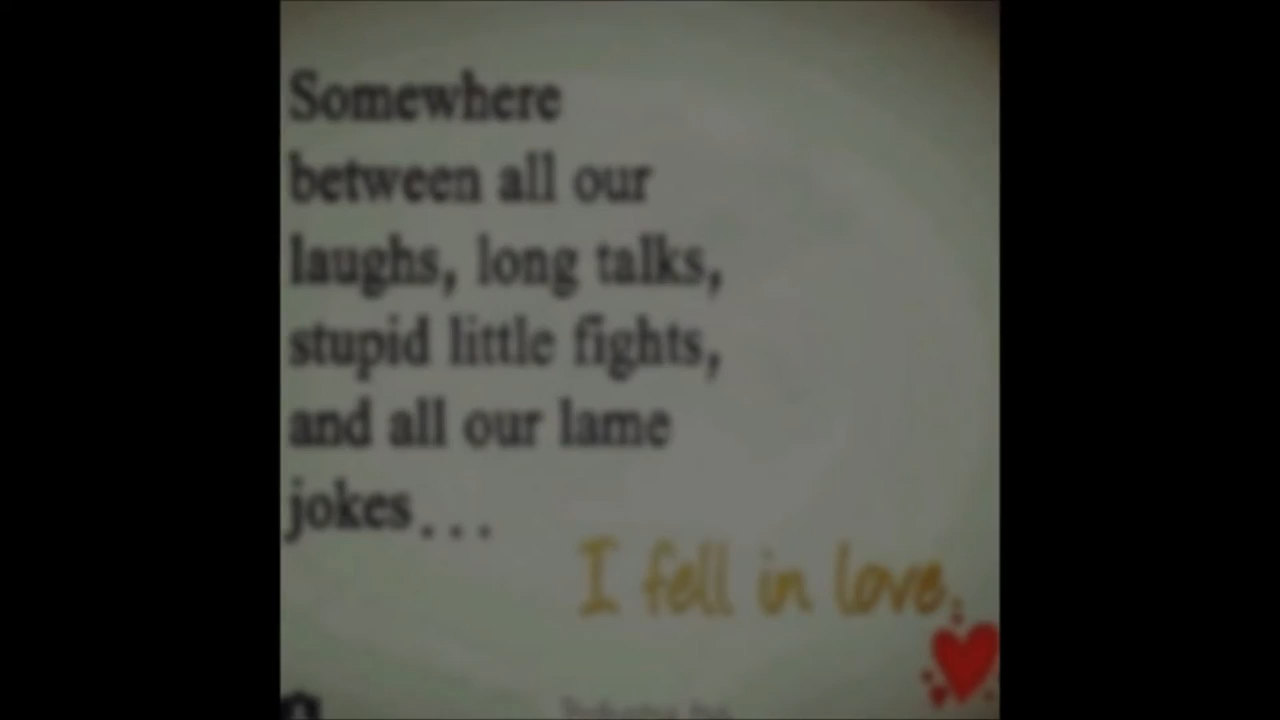 Somewhere
between all our
laughs, long talks,
stupid little fights,
and all our lame
jokes...
I fell in love.